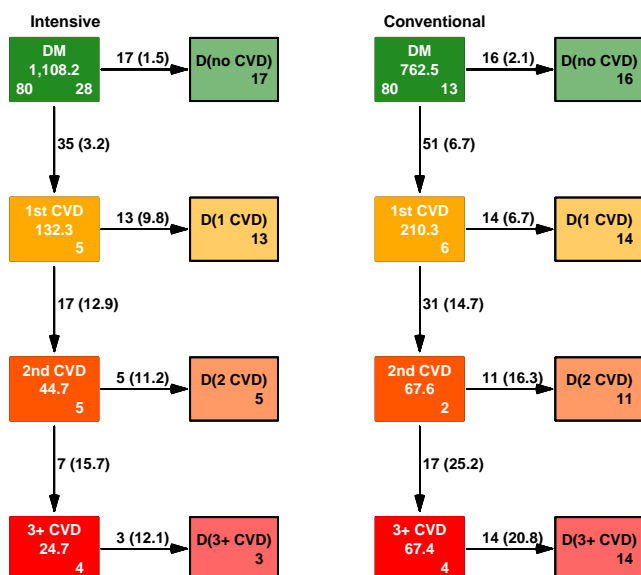 Intensive
DM
1,108.2
80 28
17 (1.5)
D(no CVD)
17
35 (3.2)
1st CVD
132.3
5
13 (9.8)
D(1 CVD)
13
17 (12.9)
2nd CVD
44.7
5
5 (11.2)
D(2 CVD)
5
7 (15.7)
3+ CVD
24.7
4
3 (12.1)
D(3+ CVD)
3
Conventional
DM
762.5
80 13
16 (2.1)
D(no CVD)
16
51 (6.7)
1st CVD
210.3
6
14 (6.7)
D(1 CVD)
14
31 (14.7)
2nd CVD
67.6
2
11 (16.3)
D(2 CVD)
11
17 (25.2)
3+ CVD
67.4
4
14 (20.8)
D(3+ CVD)
14